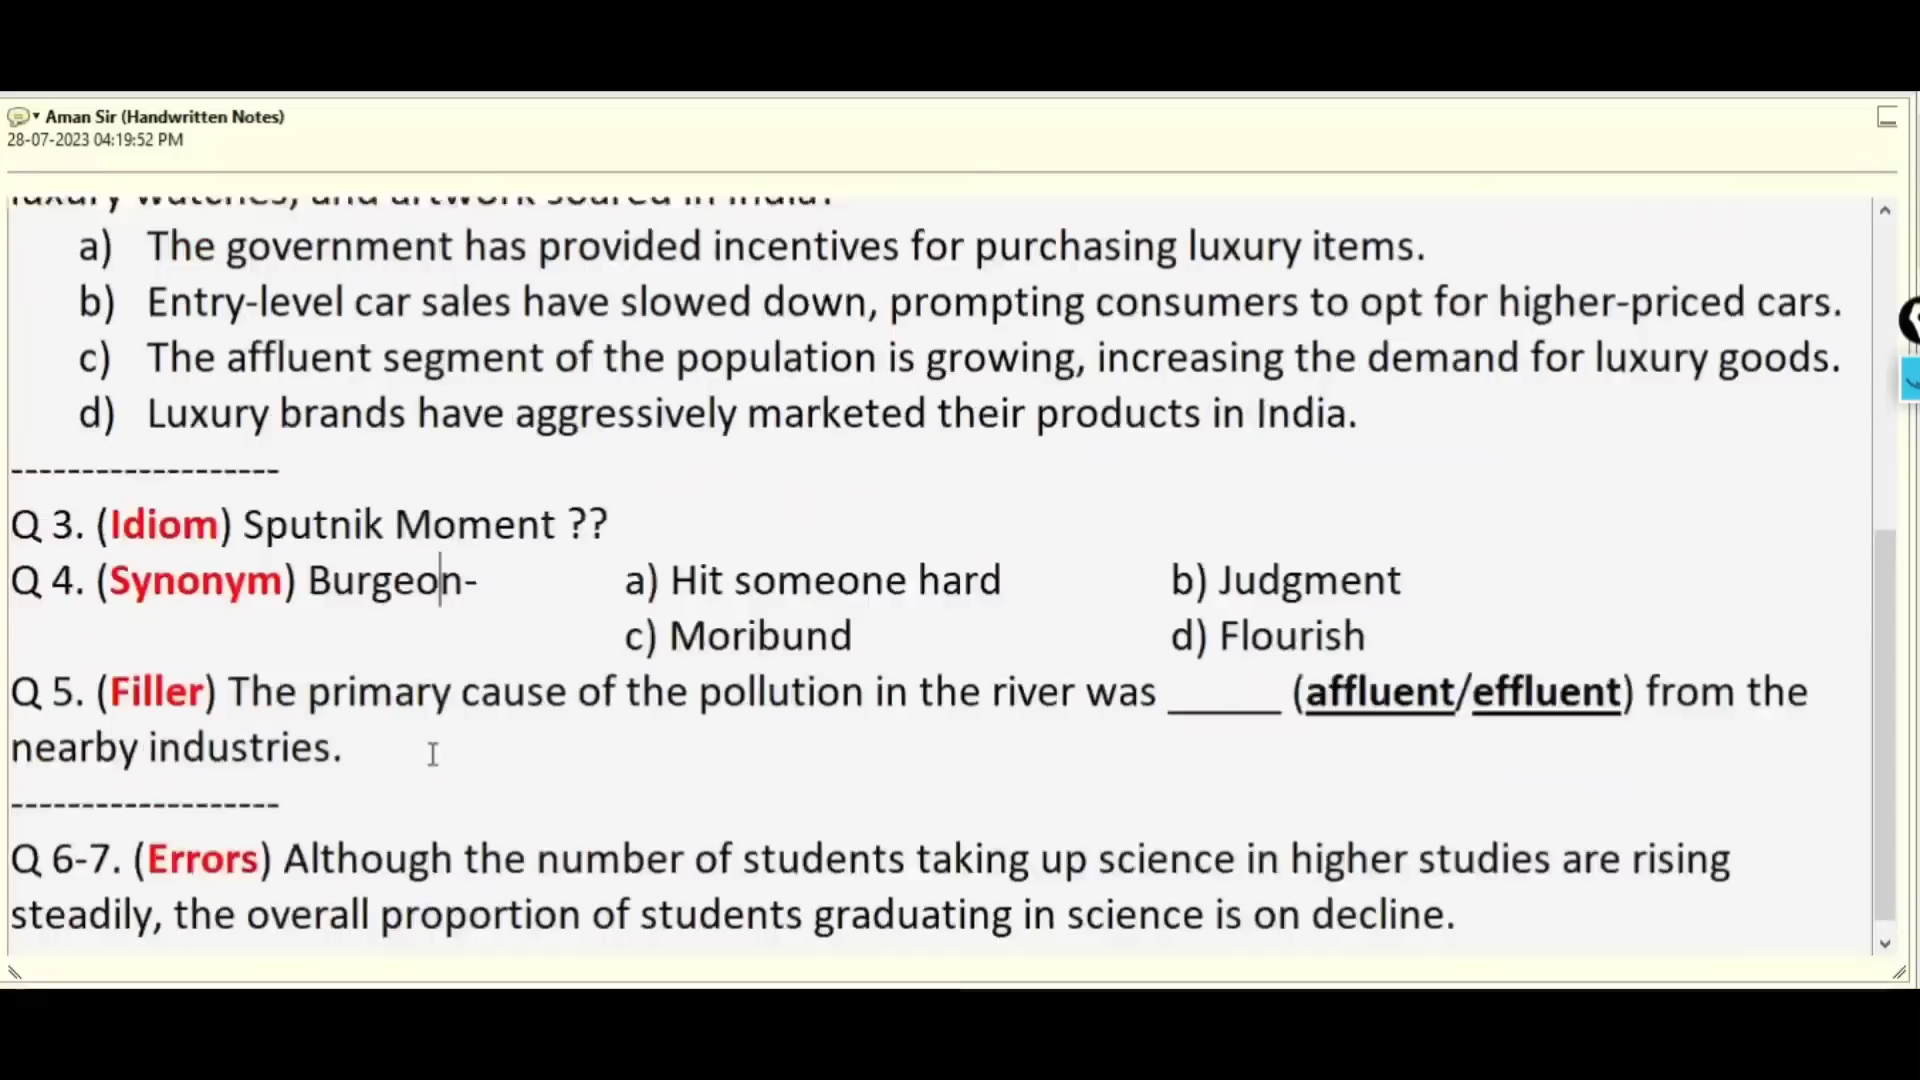 Aman Sir (Handwritten Notes)
28-07-2023 04:19:52 PM
luxury watches, and artwork soared in India?
a) The government has provided incentives for purchasing luxury items.
b) Entry-level car sales have slowed down, prompting consumers to opt for higher-priced cars.
c) The affluent segment of the population is growing, increasing the demand for luxury goods.
d) Luxury brands have aggressively marketed their products in India.
-------------------
Q 3. (Idiom) Sputnik Moment ??
Q 4. (Synonym) Burgeon- a) Hit someone hard b) Judgment
c) Moribund d) Flourish
Q 5. (Filler) The primary cause of the pollution in the river was _____ (affluent/effluent) from the
nearby industries.
-------------------
Q 6-7. (Errors) Although the number of students taking up science in higher studies are rising
steadily, the overall proportion of students graduating in science is on decline.